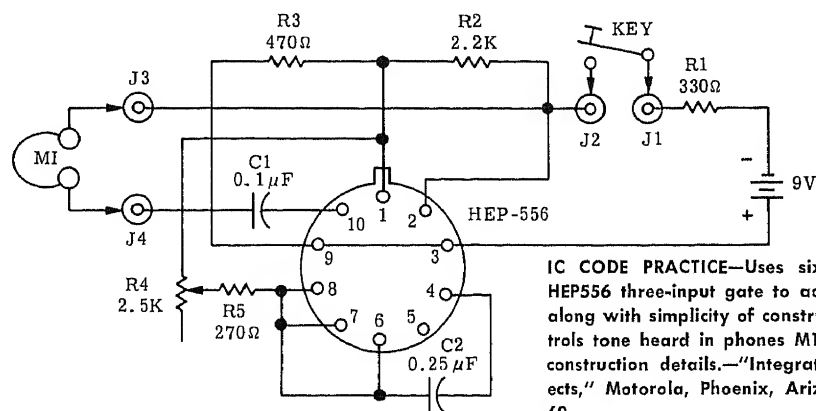 R3
470Ω
R2
2.2K
KEY
R1
330Ω
J3
J2
J1
MI
C1
0.1µF
-
9V
+
J4
HEP-556
10
1
2
9
3
8
4
7
6
5
R4
2.5K
R5
270Ω
C2
0.25µF
IC CODE PRACTICE—Uses six
HEP556 three-input gate to ac
along with simplicity of constr
trols tone heard in phones M1
construction details.—"Integrat
ects," Motorola, Phoenix, Ariz